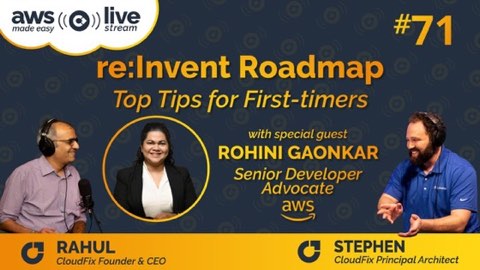 aws
made easy
live
stream
#71
re:Invent Roadmap
Top Tips for First-timers
with special guest
ROHINI GAONKAR
Senior Developer
Advocate
aws
RAHUL
CloudFix Founder & CEO
STEPHEN
CloudFix Principal Architect